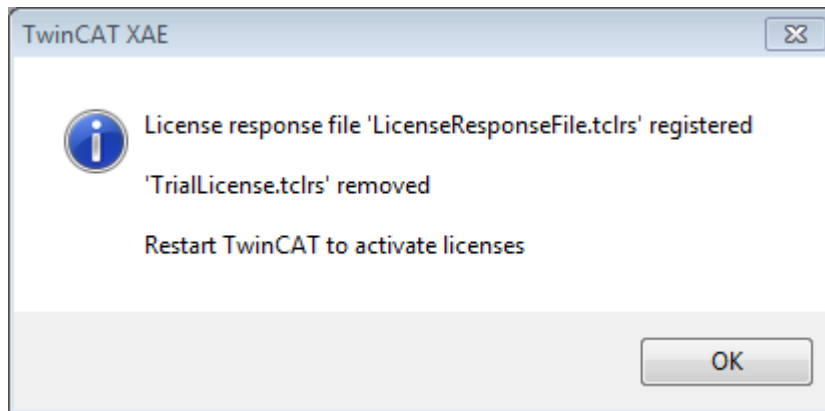 TwinCAT XAE
License response file 'LicenseResponseFile.tclrs' registered
'TrialLicense.tclrs' removed
Restart TwinCAT to activate licenses
OK